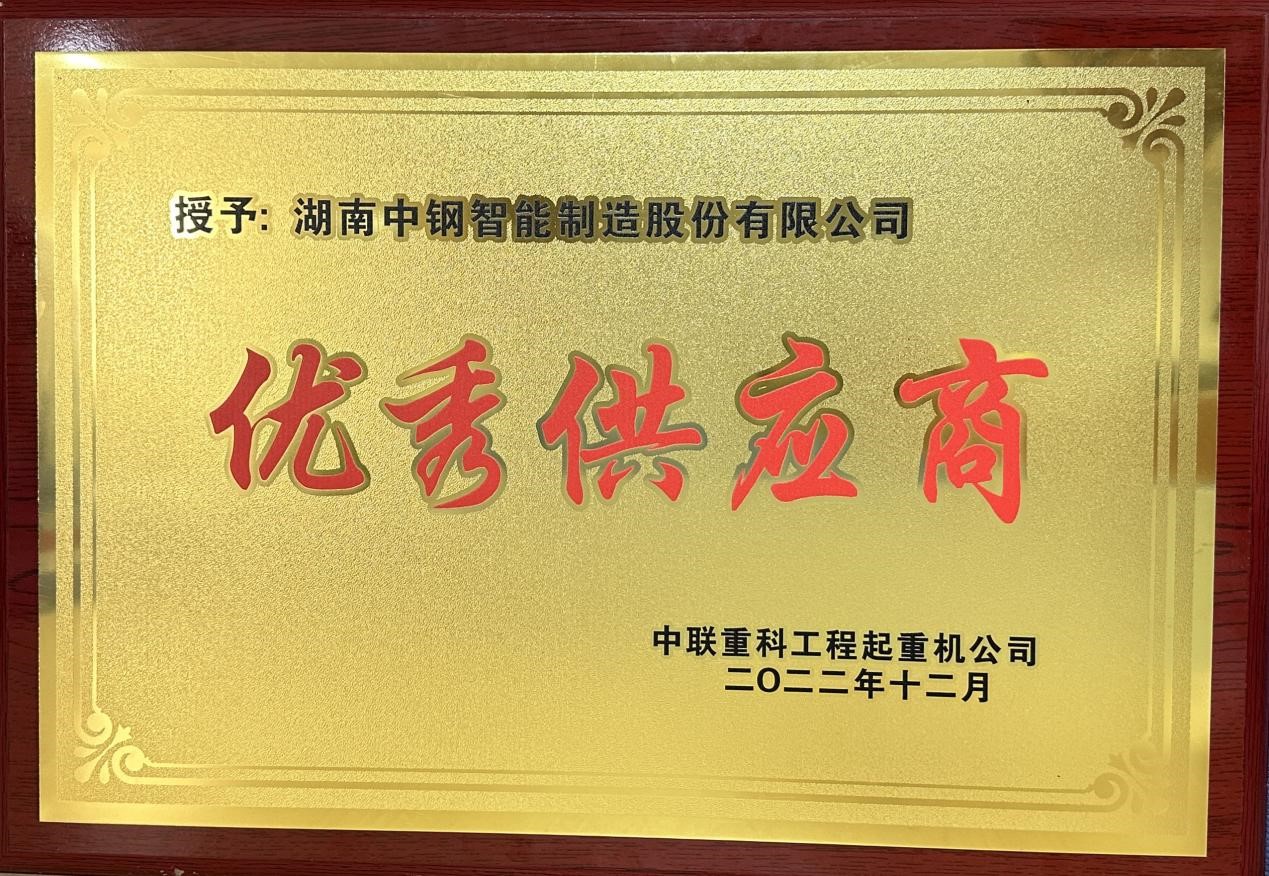 授予: 湖南中钢智能制造股份有限公司
优秀供应商
中联重科工程起重机公司
二〇二二年十二月